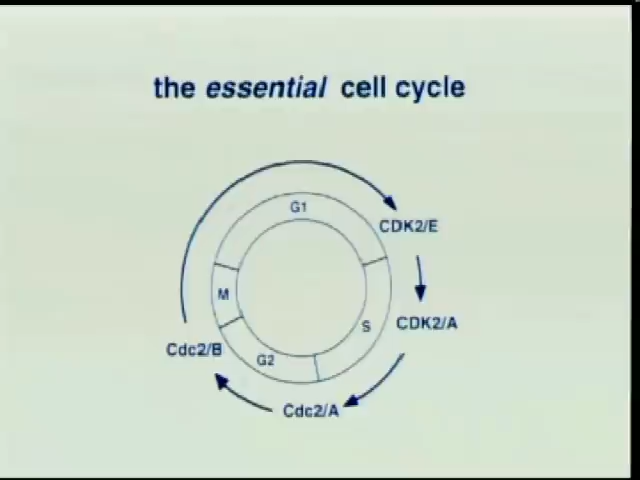 the essential cell cycle
G1
CDK2/E
M
S
CDK2/A
Cdc2/B
G2
Cdc2/A